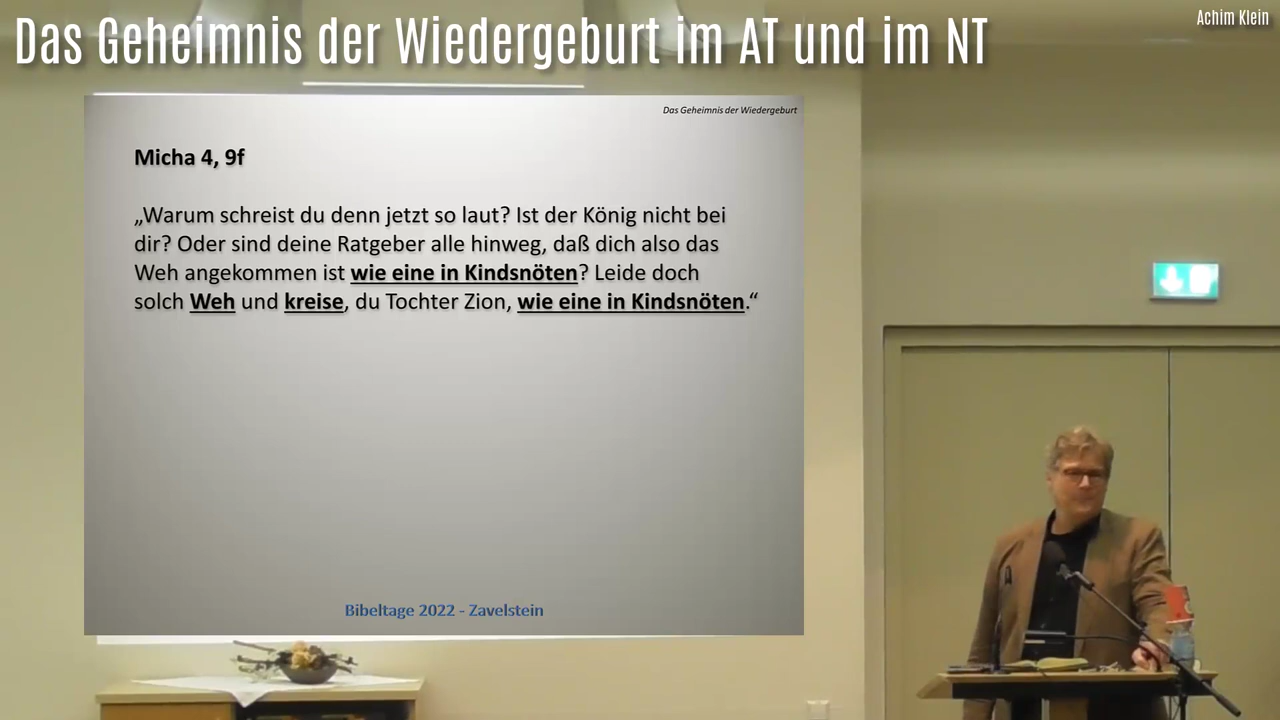 Das Geheimnis der Wiedergeburt im AT und im NT
Achim Klein
Das Geheimnis der Wiedergeburt
Micha 4, 9f
„Warum schreist du denn jetzt so laut? Ist der König nicht bei
dir? Oder sind deine Ratgeber alle hinweg, daß dich also das
Weh angekommen ist wie eine in Kindsnöten? Leide doch
solch Weh und kreise, du Tochter Zion, wie eine in Kindsnöten.“
Bibeltage 2022 - Zavelstein